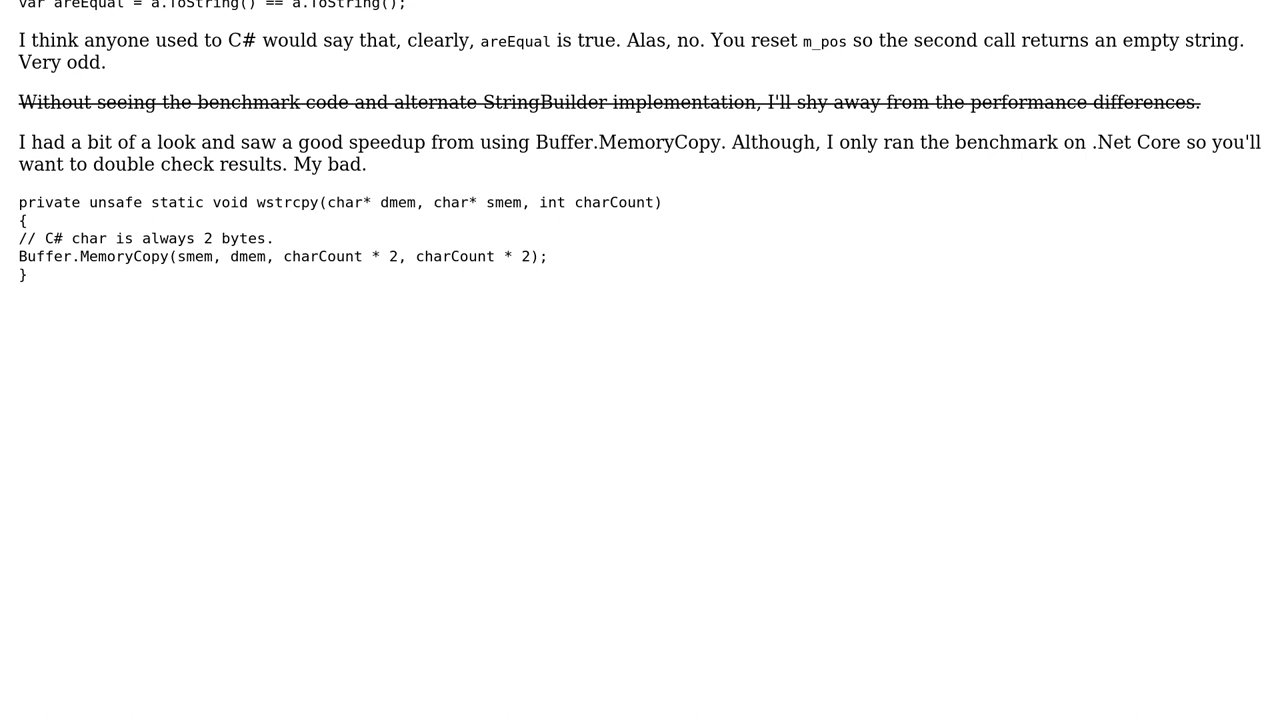 var areEqual = a.ToString() == a.ToString();
I think anyone used to C# would say that, clearly, areEqual is true. Alas, no. You reset m_pos so the second call returns an empty string.
Very odd.
Without seeing the benchmark code and alternate StringBuilder implementation, I'll shy away from the performance differences.
I had a bit of a look and saw a good speedup from using Buffer.MemoryCopy. Although, I only ran the benchmark on .Net Core so you'll
want to double check results. My bad.
private unsafe static void wstrcpy(char* dmem, char* smem, int charCount)
{
// C# char is always 2 bytes.
Buffer.MemoryCopy(smem, dmem, charCount * 2, charCount * 2);
}